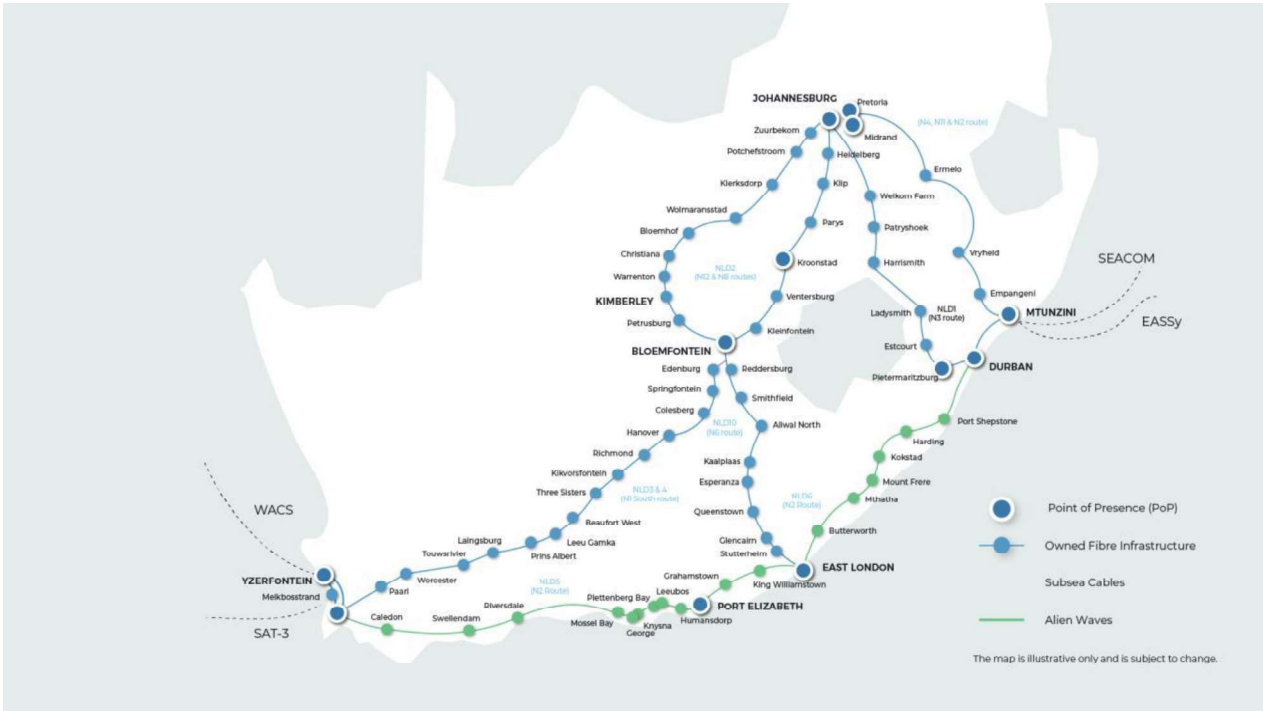 JOHANNESBURG
Pretoria
Midrand
(N4, N11 & N2 route)
Zuurbekom
Potchefstroom
Heidelberg
Ermelo
Klerksdorp
Klip
Welkom Farm
Wolmaransstad
Parys
Bloemhof
Patryshoek
Christiana
NLD2
(N12 & N8 routes)
Kroonstad
Harrismith
Vryheid
SEACOM
Warrenton
KIMBERLEY
Ventersburg
Empangeni
Petrusburg
Kleinfontein
Ladysmith
NLD1
(N3 route)
MTUNZINI
EASSy
BLOEMFONTEIN
Estcourt
Edenburg
Reddersburg
Pietermaritzburg
DURBAN
Springfontein
Smithfield
Colesberg
NLD10
(N6 route)
Aliwal North
Port Shepstone
Hanover
Harding
Richmond
Kaalplaas
Kokstad
Kikvorsfontein
Esperanza
Mount Frere
Three Sisters
NLD3 & 4
(N1 South route)
NLD6
(N2 Route)
Mthatha
WACS
Beaufort West
Queenstown
Butterworth
Point of Presence (PoP)
Laingsburg
Leeu Gamka
Glencairn
Owned Fibre Infrastructure
Touwsrivier
Prins Albert
Stutterheim
YZERFONTEIN
Worcester
EAST LONDON
Melkbosstrand
Paarl
NLD5
(N2 Route)
Grahamstown
King Williamstown
Subsea Cables
Riversdale
Plettenberg Bay
Leeubos
PORT ELIZABETH
SAT-3
Caledon
Swellendam
Mossel Bay
George
Knysna
Humansdorp
Alien Waves
The map is illustrative only and is subject to change.